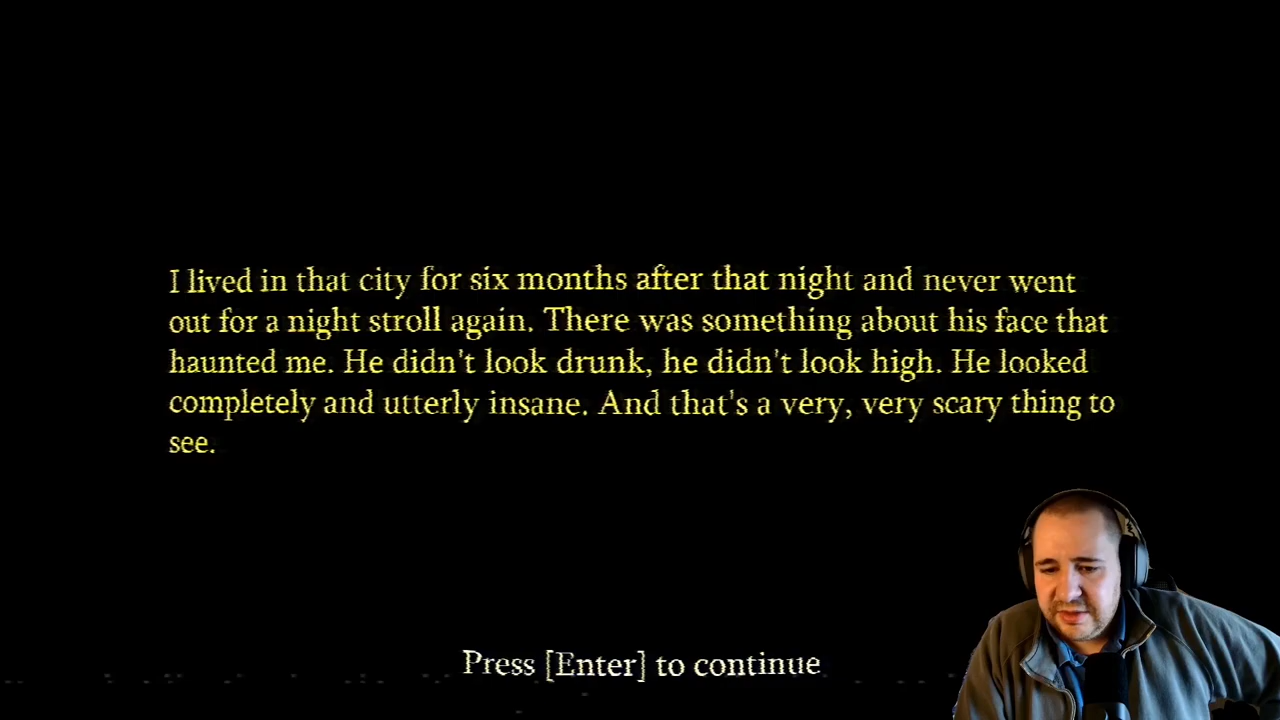 I lived in that city for six months after that night and never went
out for a night stroll again. There was something about his face that
haunted me. He didn't look drunk, he didn't look high. He looked
completely and utterly insane. And that's a very, very scary thing to
see.
Press [Enter] to continue